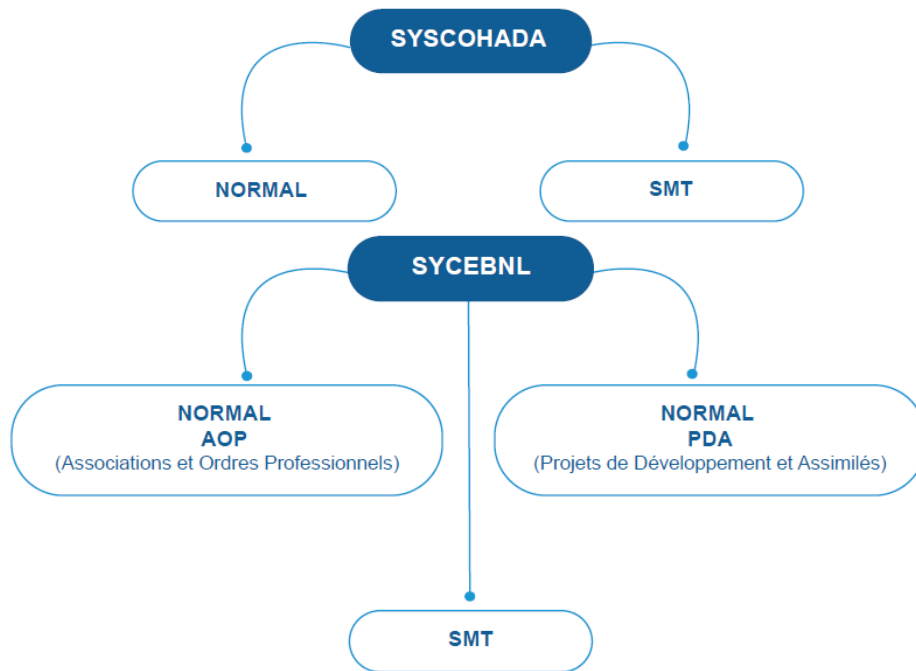 SYSCOHADA
NORMAL
SMT
SYCEBNL
NORMAL
AOP
(Associations et Ordres Professionnels)
NORMAL
PDA
(Projets de Développement et Assimilés)
SMT